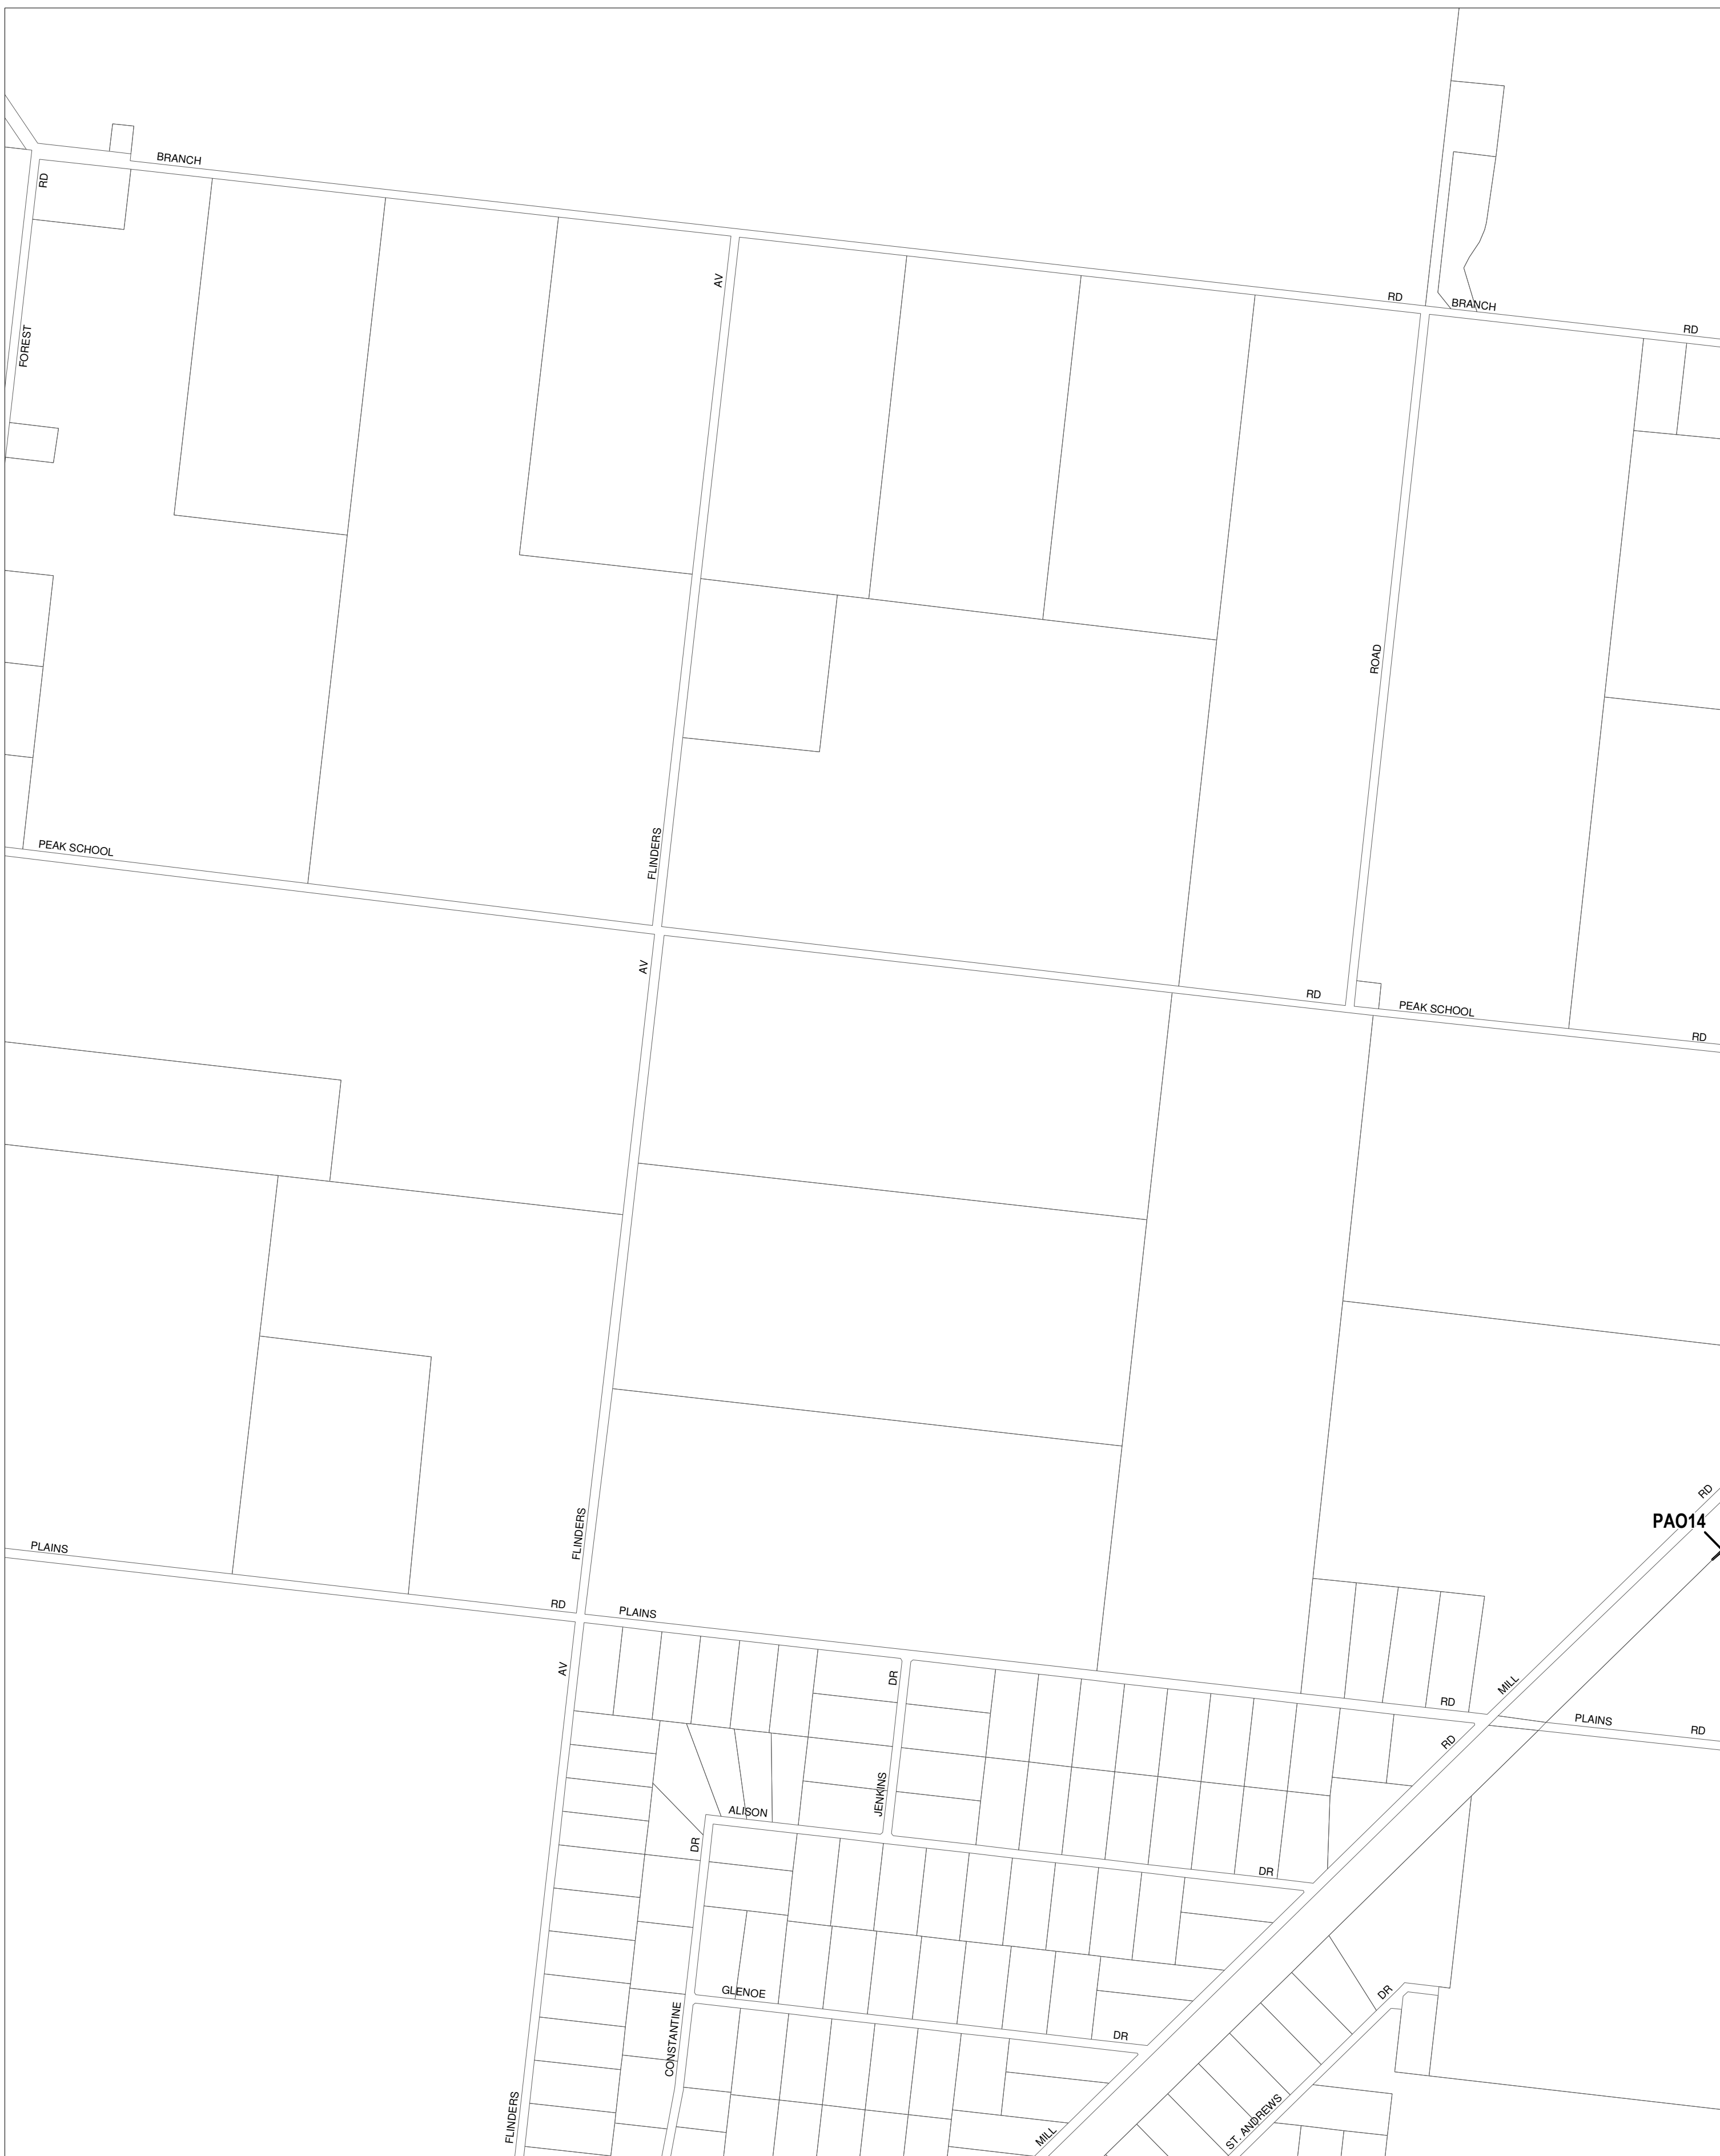 BRANCH
RD
AV
RD
BRANCH
RD
FOREST
ROAD
FLINDERS
PEAK SCHOOL
AV
RD
PEAK SCHOOL
RD
RD
PAO14
FLINDERS
PLAINS
RD
PLAINS
AV
DR
MILL
RD
PLAINS
RD
RD
JENKINS
ALISON
DR
DR
GLENOE
DR
CONSTANTINE
DR
FLINDERS
MILL
ST. ANDREWS